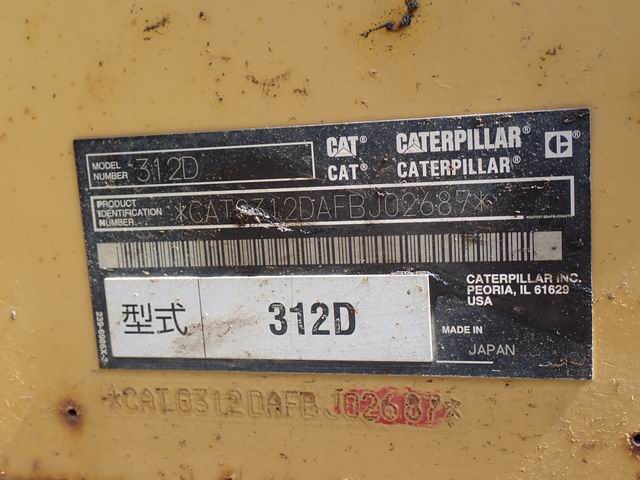 MODEL NUMBER 312D
CAT® CATERPILLAR®
CAT® CATERPILLAR®
PRODUCT IDENTIFICATION NUMBER *CAT0312DAFBJ02687*
CATERPILLAR INC.
PEORIA, IL 61629
USA
型式 312D
MADE IN
JAPAN
*CAT0312DAFBJ02687*